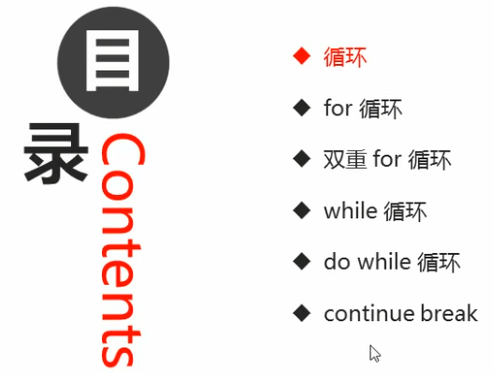 目录
Contents
循环
for 循环
双重 for 循环
while 循环
do while 循环
continue break